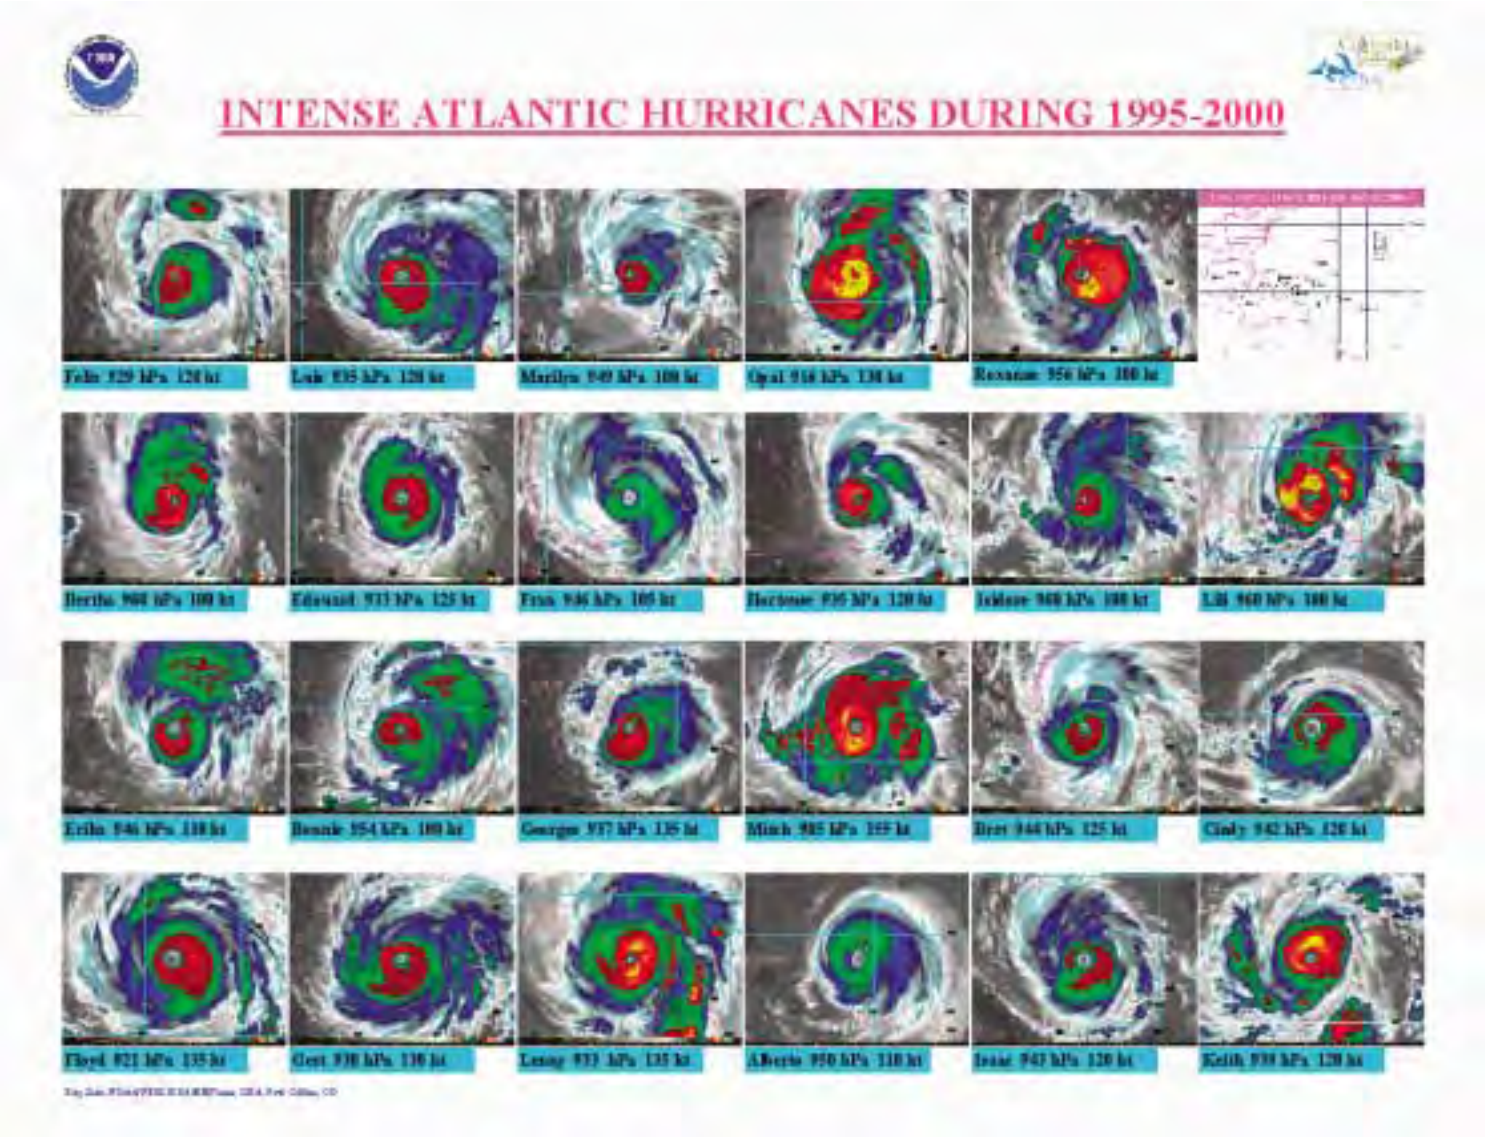 INTENSE ATLANTIC HURRICANES DURING 1995-2000
Felix 929 hPa 120 kt
Luis 935 hPa 120 kt
Marilyn 949 hPa 100 kt
Opal 916 hPa 130 kt
Roxanne 956 hPa 100 kt
Bertha 960 hPa 100 kt
Edouard 933 hPa 125 kt
Fran 946 hPa 105 kt
Hortense 935 hPa 120 kt
Isidore 960 hPa 100 kt
Lili 960 hPa 100 kt
Erika 946 hPa 110 kt
Bonnie 954 hPa 100 kt
Georges 937 hPa 135 kt
Mitch 905 hPa 155 kt
Bret 944 hPa 125 kt
Cindy 942 hPa 120 kt
Floyd 921 hPa 135 kt
Gert 930 hPa 130 kt
Lenny 933 hPa 135 kt
Alberto 950 hPa 110 kt
Isaac 943 hPa 120 kt
Keith 939 hPa 120 kt